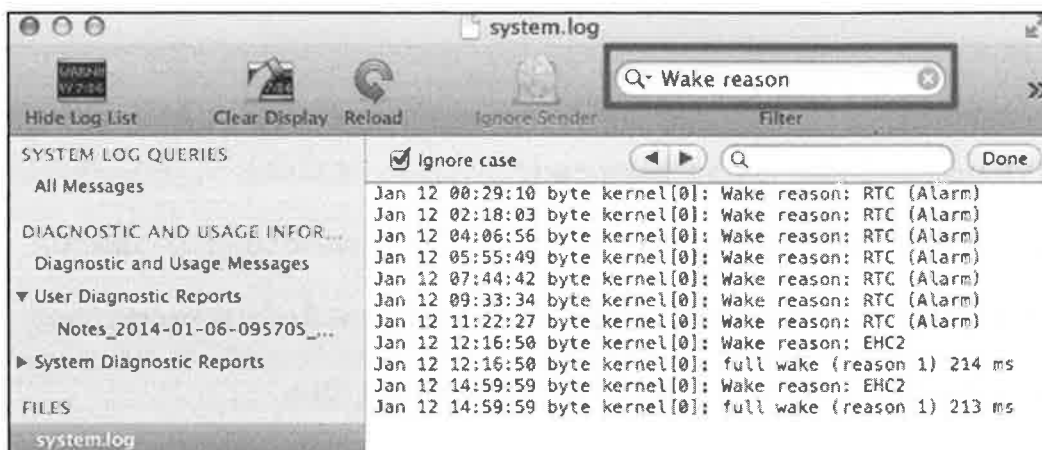 system.log
Wake reason
Hide Log List
Clear Display
Reload
Ignore Sender
Filter
SYSTEM LOG QUERIES
All Messages
DIAGNOSTIC AND USAGE INFOR...
Diagnostic and Usage Messages
User Diagnostic Reports
Notes_2014-01-06-095705_...
System Diagnostic Reports
FILES
system.log
Ignore case
Done
Jan 12 00:29:10 byte kernel[0]: Wake reason: RTC (Alarm)
Jan 12 02:18:03 byte kernel[0]: Wake reason: RTC (Alarm)
Jan 12 04:06:56 byte kernel[0]: Wake reason: RTC (Alarm)
Jan 12 05:55:49 byte kernel[0]: Wake reason: RTC (Alarm)
Jan 12 07:44:42 byte kernel[0]: Wake reason: RTC (Alarm)
Jan 12 09:33:34 byte kernel[0]: Wake reason: RTC (Alarm)
Jan 12 11:22:27 byte kernel[0]: Wake reason: RTC (Alarm)
Jan 12 12:16:50 byte kernel[0]: Wake reason: EHC2
Jan 12 12:16:50 byte kernel[0]: full wake (reason 1) 214 ms
Jan 12 14:59:59 byte kernel[0]: Wake reason: EHC2
Jan 12 14:59:59 byte kernel[0]: full wake (reason 1) 213 ms